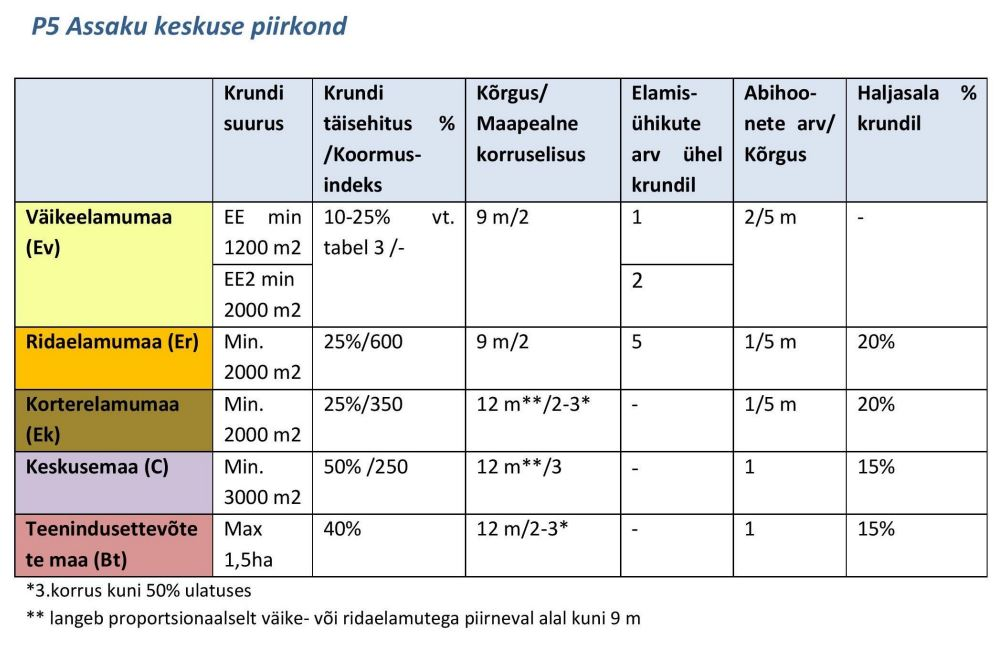 P5 Assaku keskuse piirkond
Krundi suurus
Krundi täisehitus % /Koormus-indeks
Kõrgus/ Maapealne korruselisus
Elamis-ühikute arv ühel krundil
Abihoo-nete arv/ Kõrgus
Haljasala % krundil
Väikeelamumaa (Ev)
EE min 1200 m2
EE2 min 2000 m2
10-25% vt. tabel 3 /-
9 m/2
1
2
2/5 m
-
Ridaelamumaa (Er)
Min. 2000 m2
25%/600
9 m/2
5
1/5 m
20%
Korterelamumaa (Ek)
Min. 2000 m2
25%/350
12 m**/2-3*
-
1/5 m
20%
Keskusemaa (C)
Min. 3000 m2
50% /250
12 m**/3
-
1
15%
Teenindusettevõte te maa (Bt)
Max 1,5ha
40%
12 m/2-3*
-
1
15%
*3.korrus kuni 50% ulatuses
** langeb proportsionaalselt väike- või ridaelamutega piirneval alal kuni 9 m